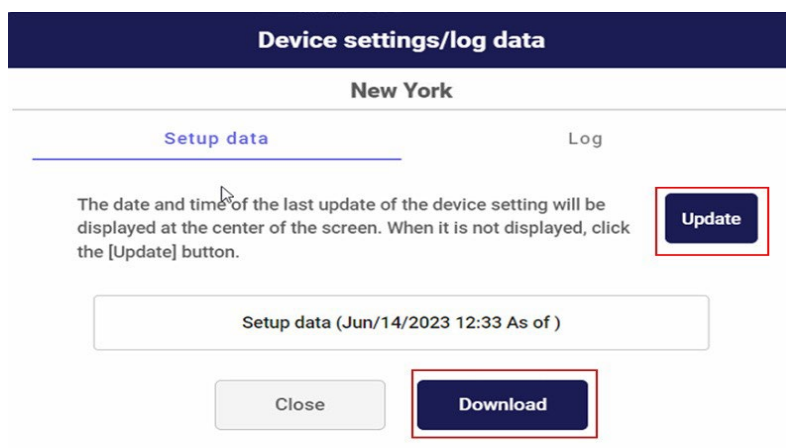 Device settings/log data
New York
Setup data
Log
The date and time of the last update of the device setting will be
displayed at the center of the screen. When it is not displayed, click
the [Update] button.
Update
Setup data (Jun/14/2023 12:33 As of )
Close
Download